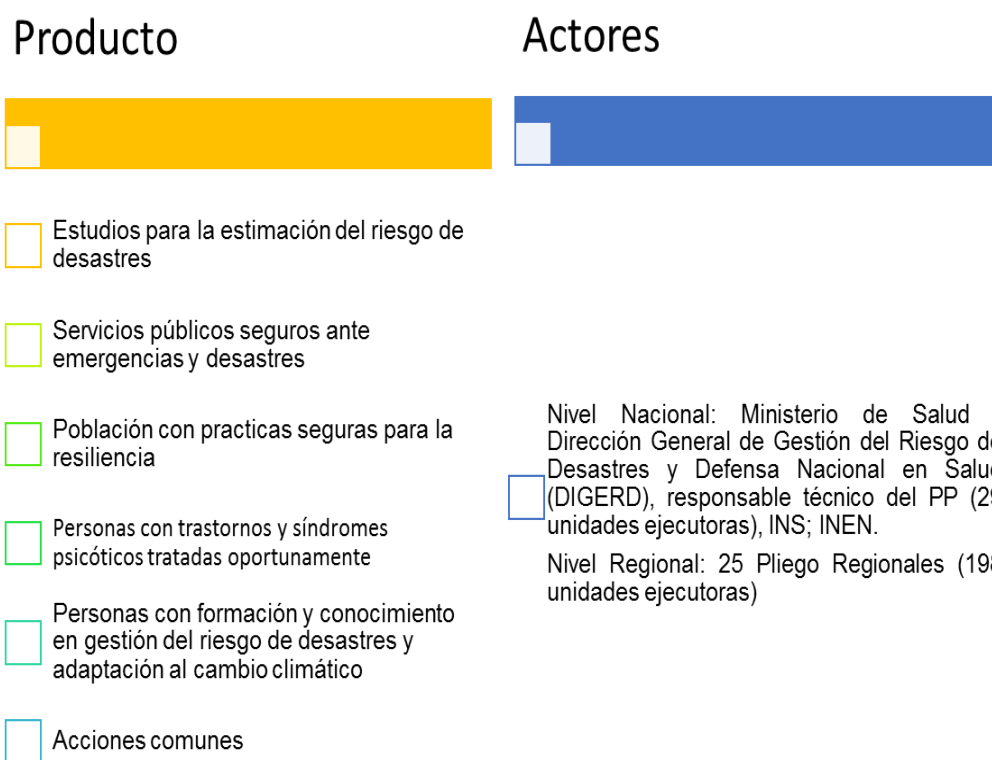 Producto
Estudios para la estimación del riesgo de
desastres
Servicios públicos seguros ante
emergencias y desastres
Población con practicas seguras para la
resiliencia
Personas con trastornos y síndromes
psicóticos tratadas oportunamente
Personas con formación y conocimiento
en gestión del riesgo de desastres y
adaptación al cambio climático
Acciones comunes
Actores
Nivel Nacional: Ministerio de Salud
Dirección General de Gestión del Riesgo
Desastres y Defensa Nacional en
(DIGERD), responsable técnico del PP
unidades ejecutoras), INS; INEN.
Nivel Regional: 25 Pliego Regionales
unidades ejecutoras)